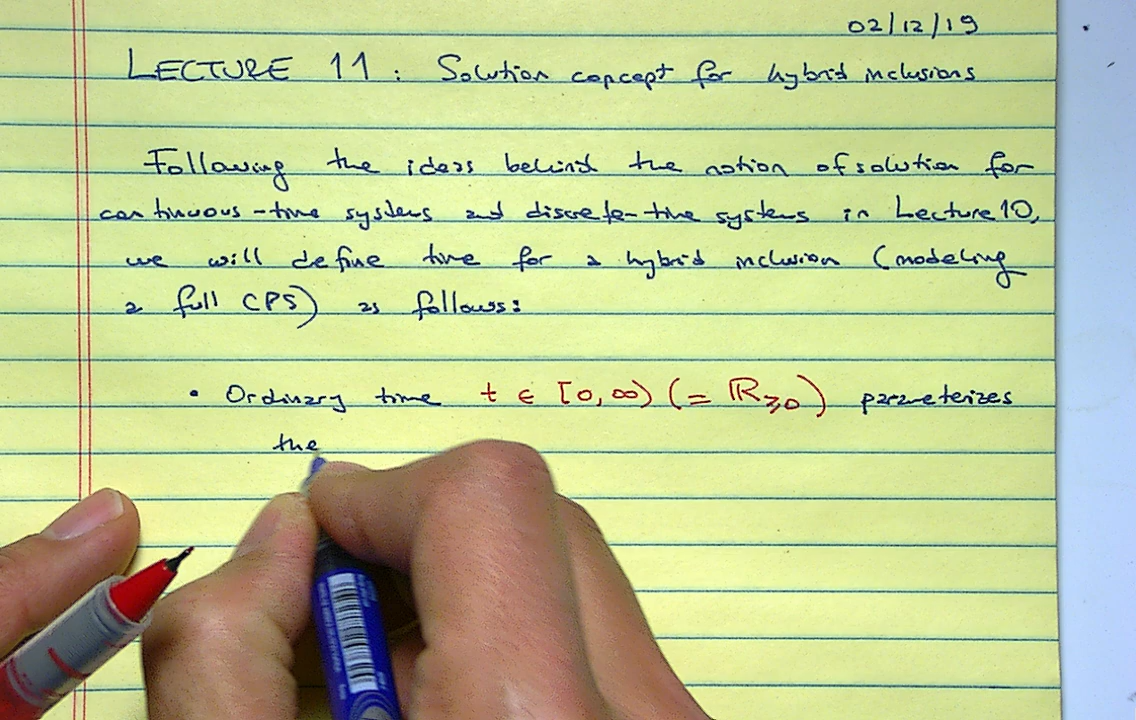 02/12/19
LECTURE 11 : Solution concept for hybrid inclusions
Following the ideas behind the notion of solution for
continuous-time systems and discrete-time systems in Lecture 10,
we will define time for a hybrid inclusion (modeling
a full CPS) as follows:
• Ordinary time t ∈ [0,∞) (= ℝ≥0) parameterizes
the